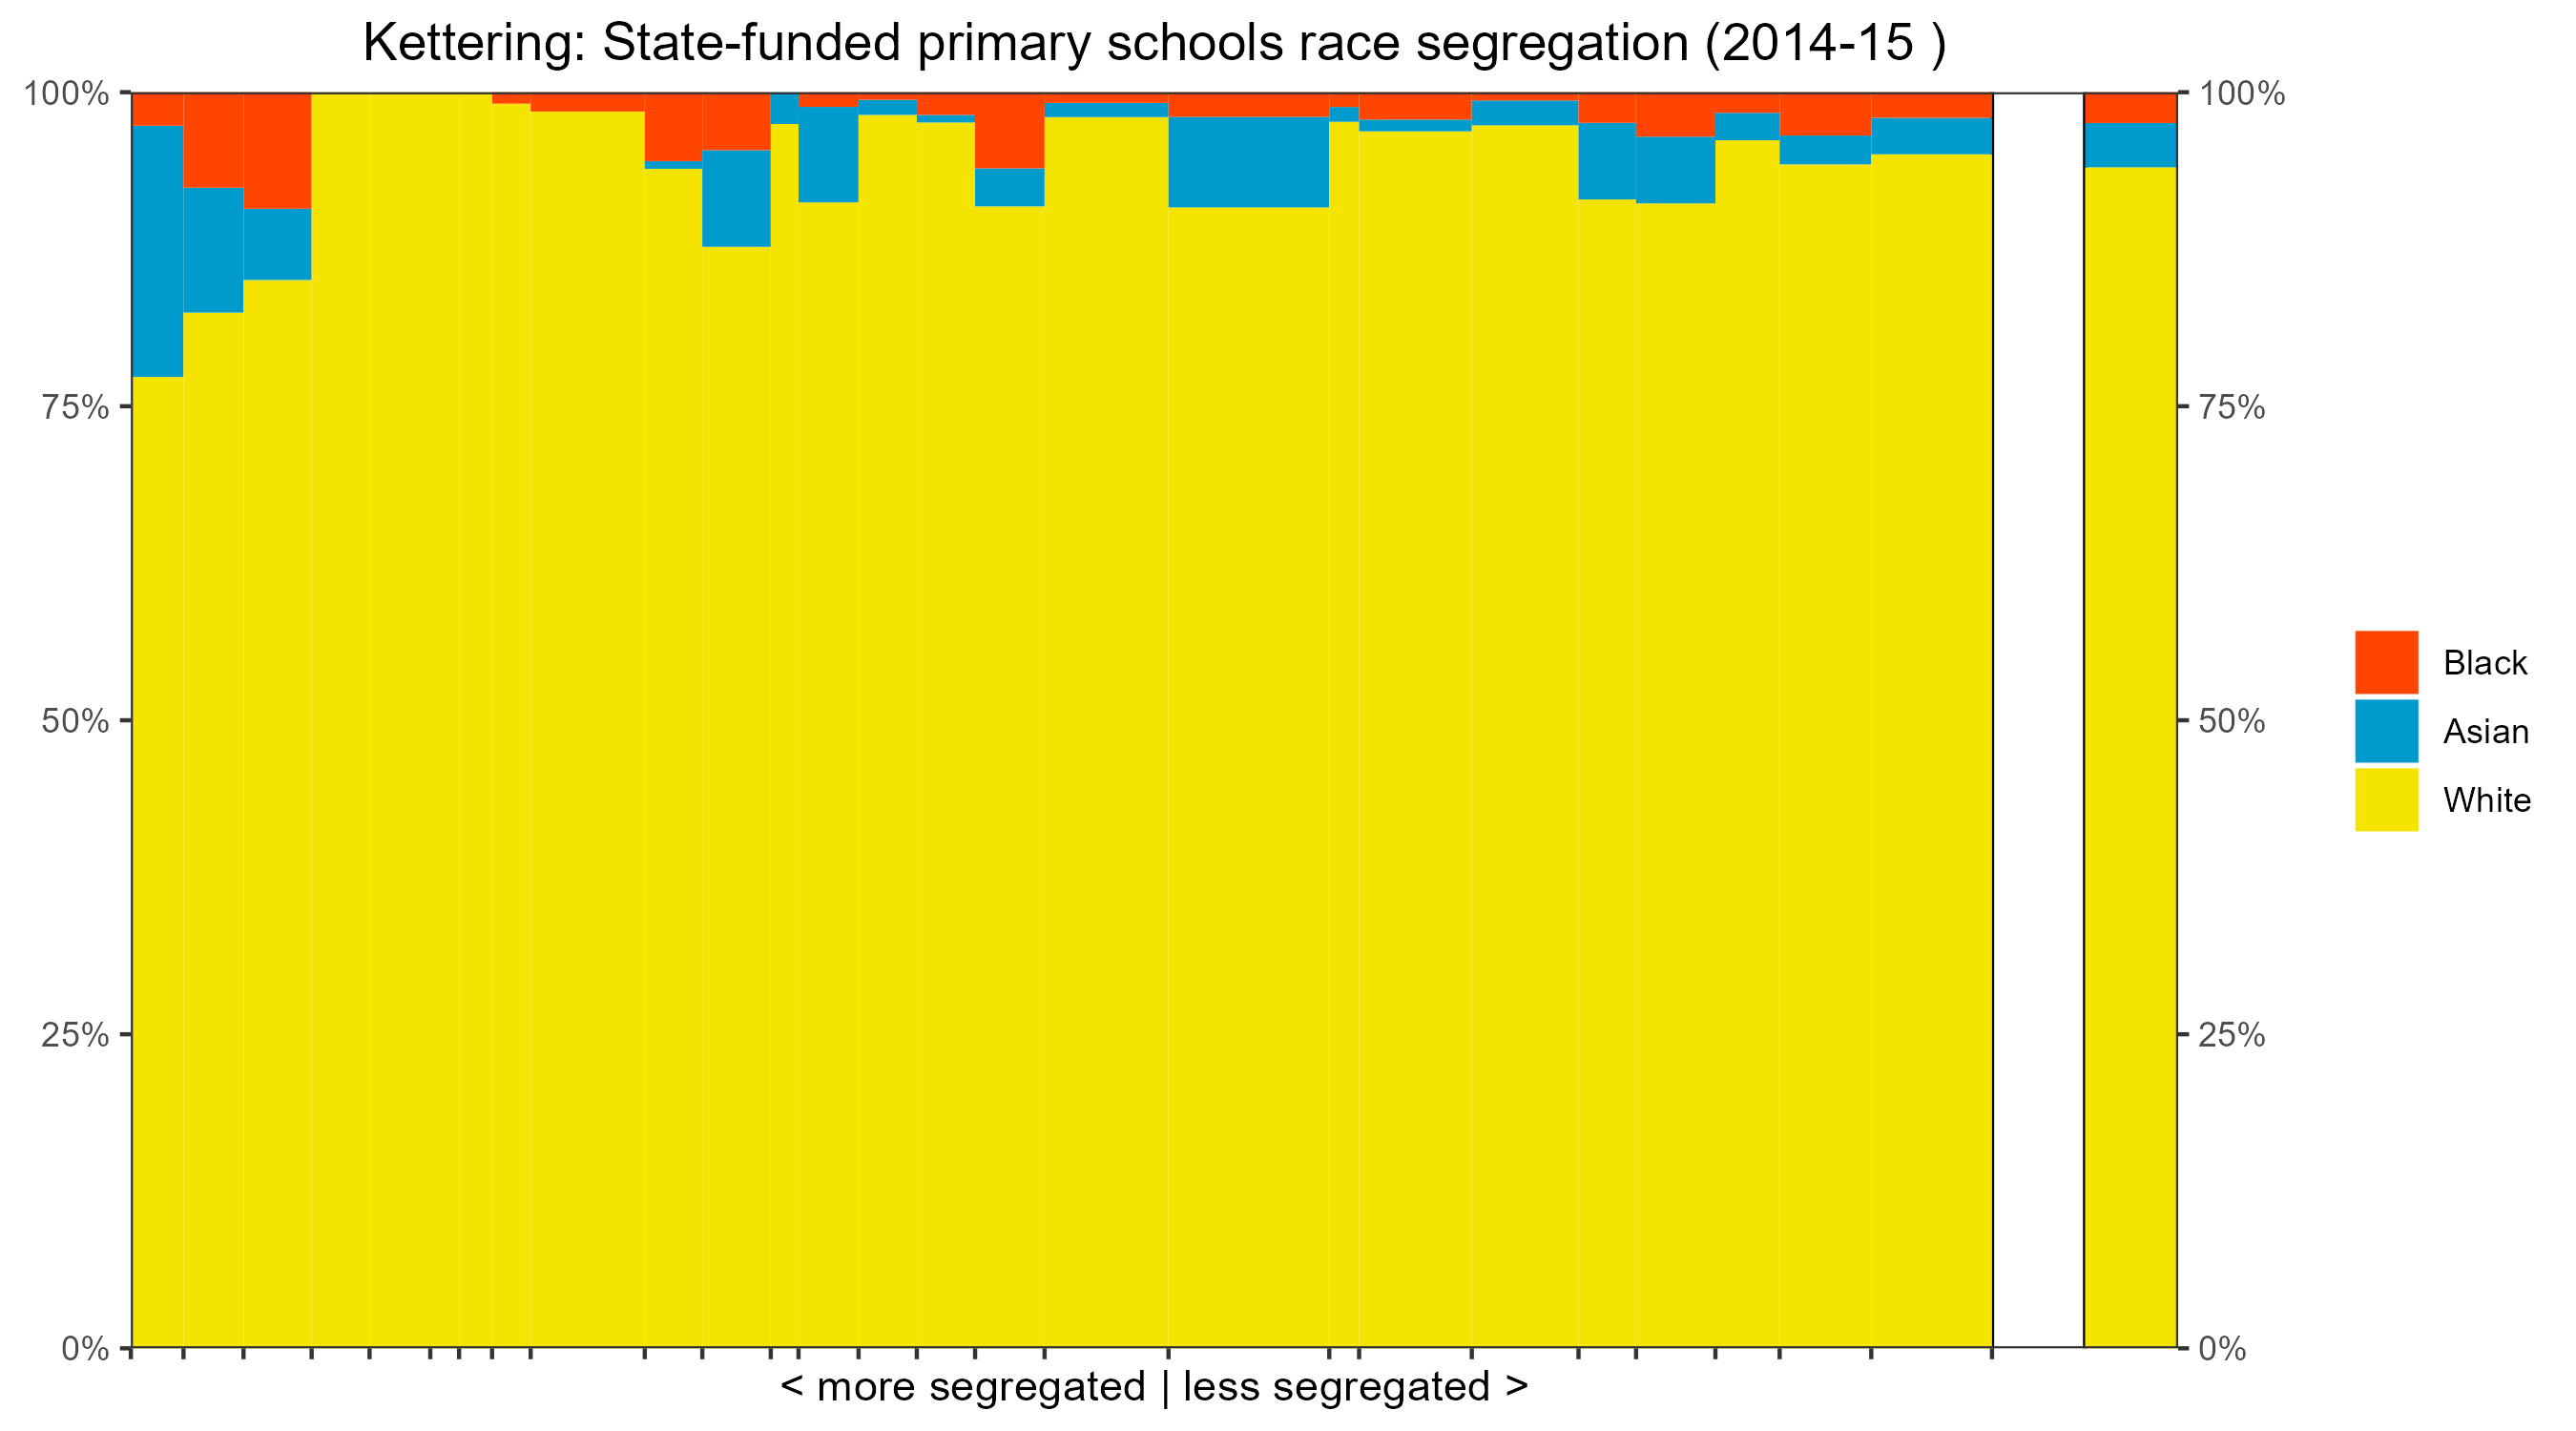 Kettering: State-funded primary schools race segregation (2014-15 )
100%
75%
50%
25%
0%
100%
75%
50%
25%
0%
Black
Asian
White
< more segregated | less segregated >